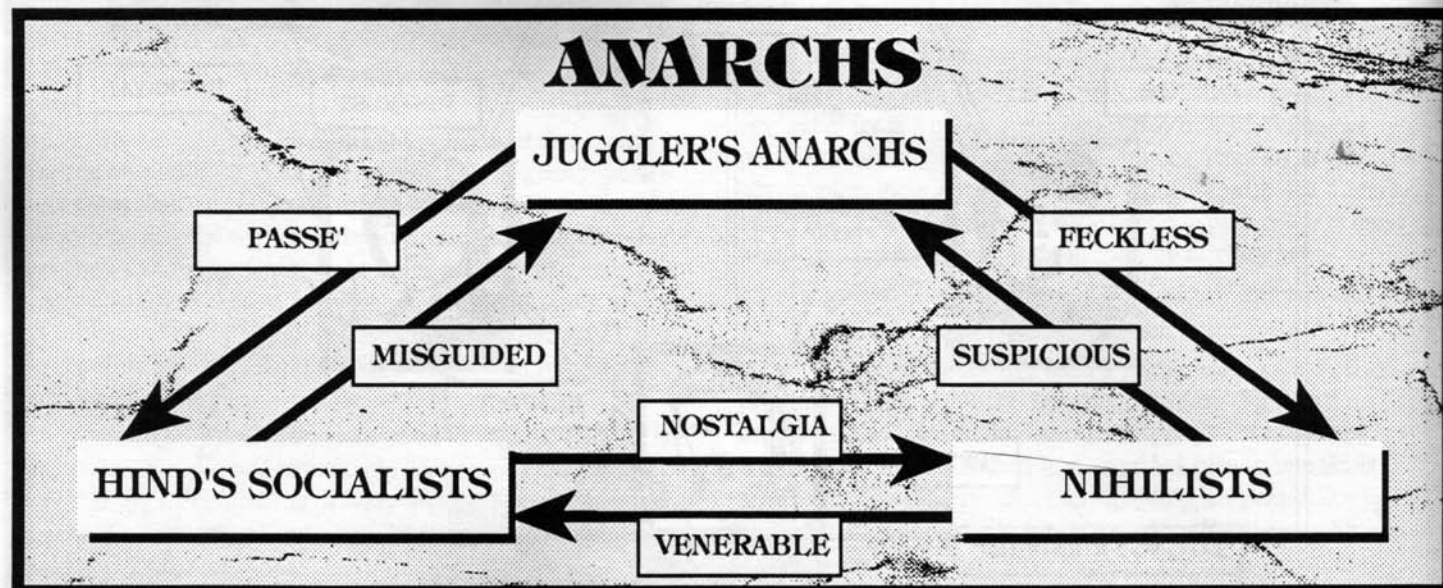 ANARCHS
JUGGLER'S ANARCHS
PASSE'
FECKLESS
MISGUIDED
SUSPICIOUS
NOSTALGIA
HIND'S SOCIALISTS
NIHILISTS
VENERABLE